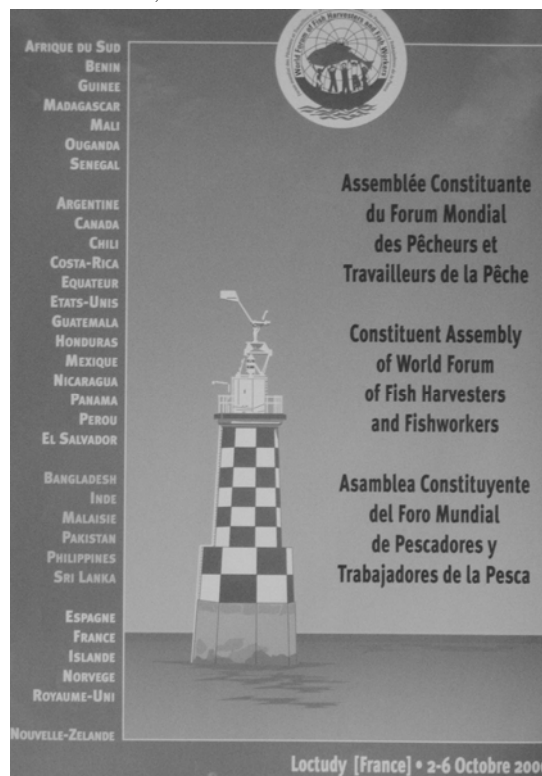 World Forum of Fish Harvesters and Fish Workers
AFRIQUE DU SUD
BENIN
GUINEE
MADAGASCAR
MALI
OUGANDA
SENEGAL
ARGENTINE
CANADA
CHILI
COSTA-RICA
EQUATEUR
ETATS-UNIS
GUATEMALA
HONDURAS
MEXIQUE
NICARAGUA
PANAMA
PEROU
EL SALVADOR
BANGLADESH
INDE
MALAISIE
PAKISTAN
PHILIPPINES
SRI LANKA
ESPAGNE
FRANCE
ISLANDE
NORVEGE
ROYAUME-UNI
NOUVELLE-ZELANDE
Assemblée Constituante
du Forum Mondial
des Pêcheurs et
Travailleurs de la Pêche
Constituent Assembly
of World Forum
of Fish Harvesters
and Fishworkers
Asamblea Constituyente
del Foro Mundial
de Pescadores y
Trabajadores de la Pesca
Loctudy [France] • 2-6 Octobre 2000